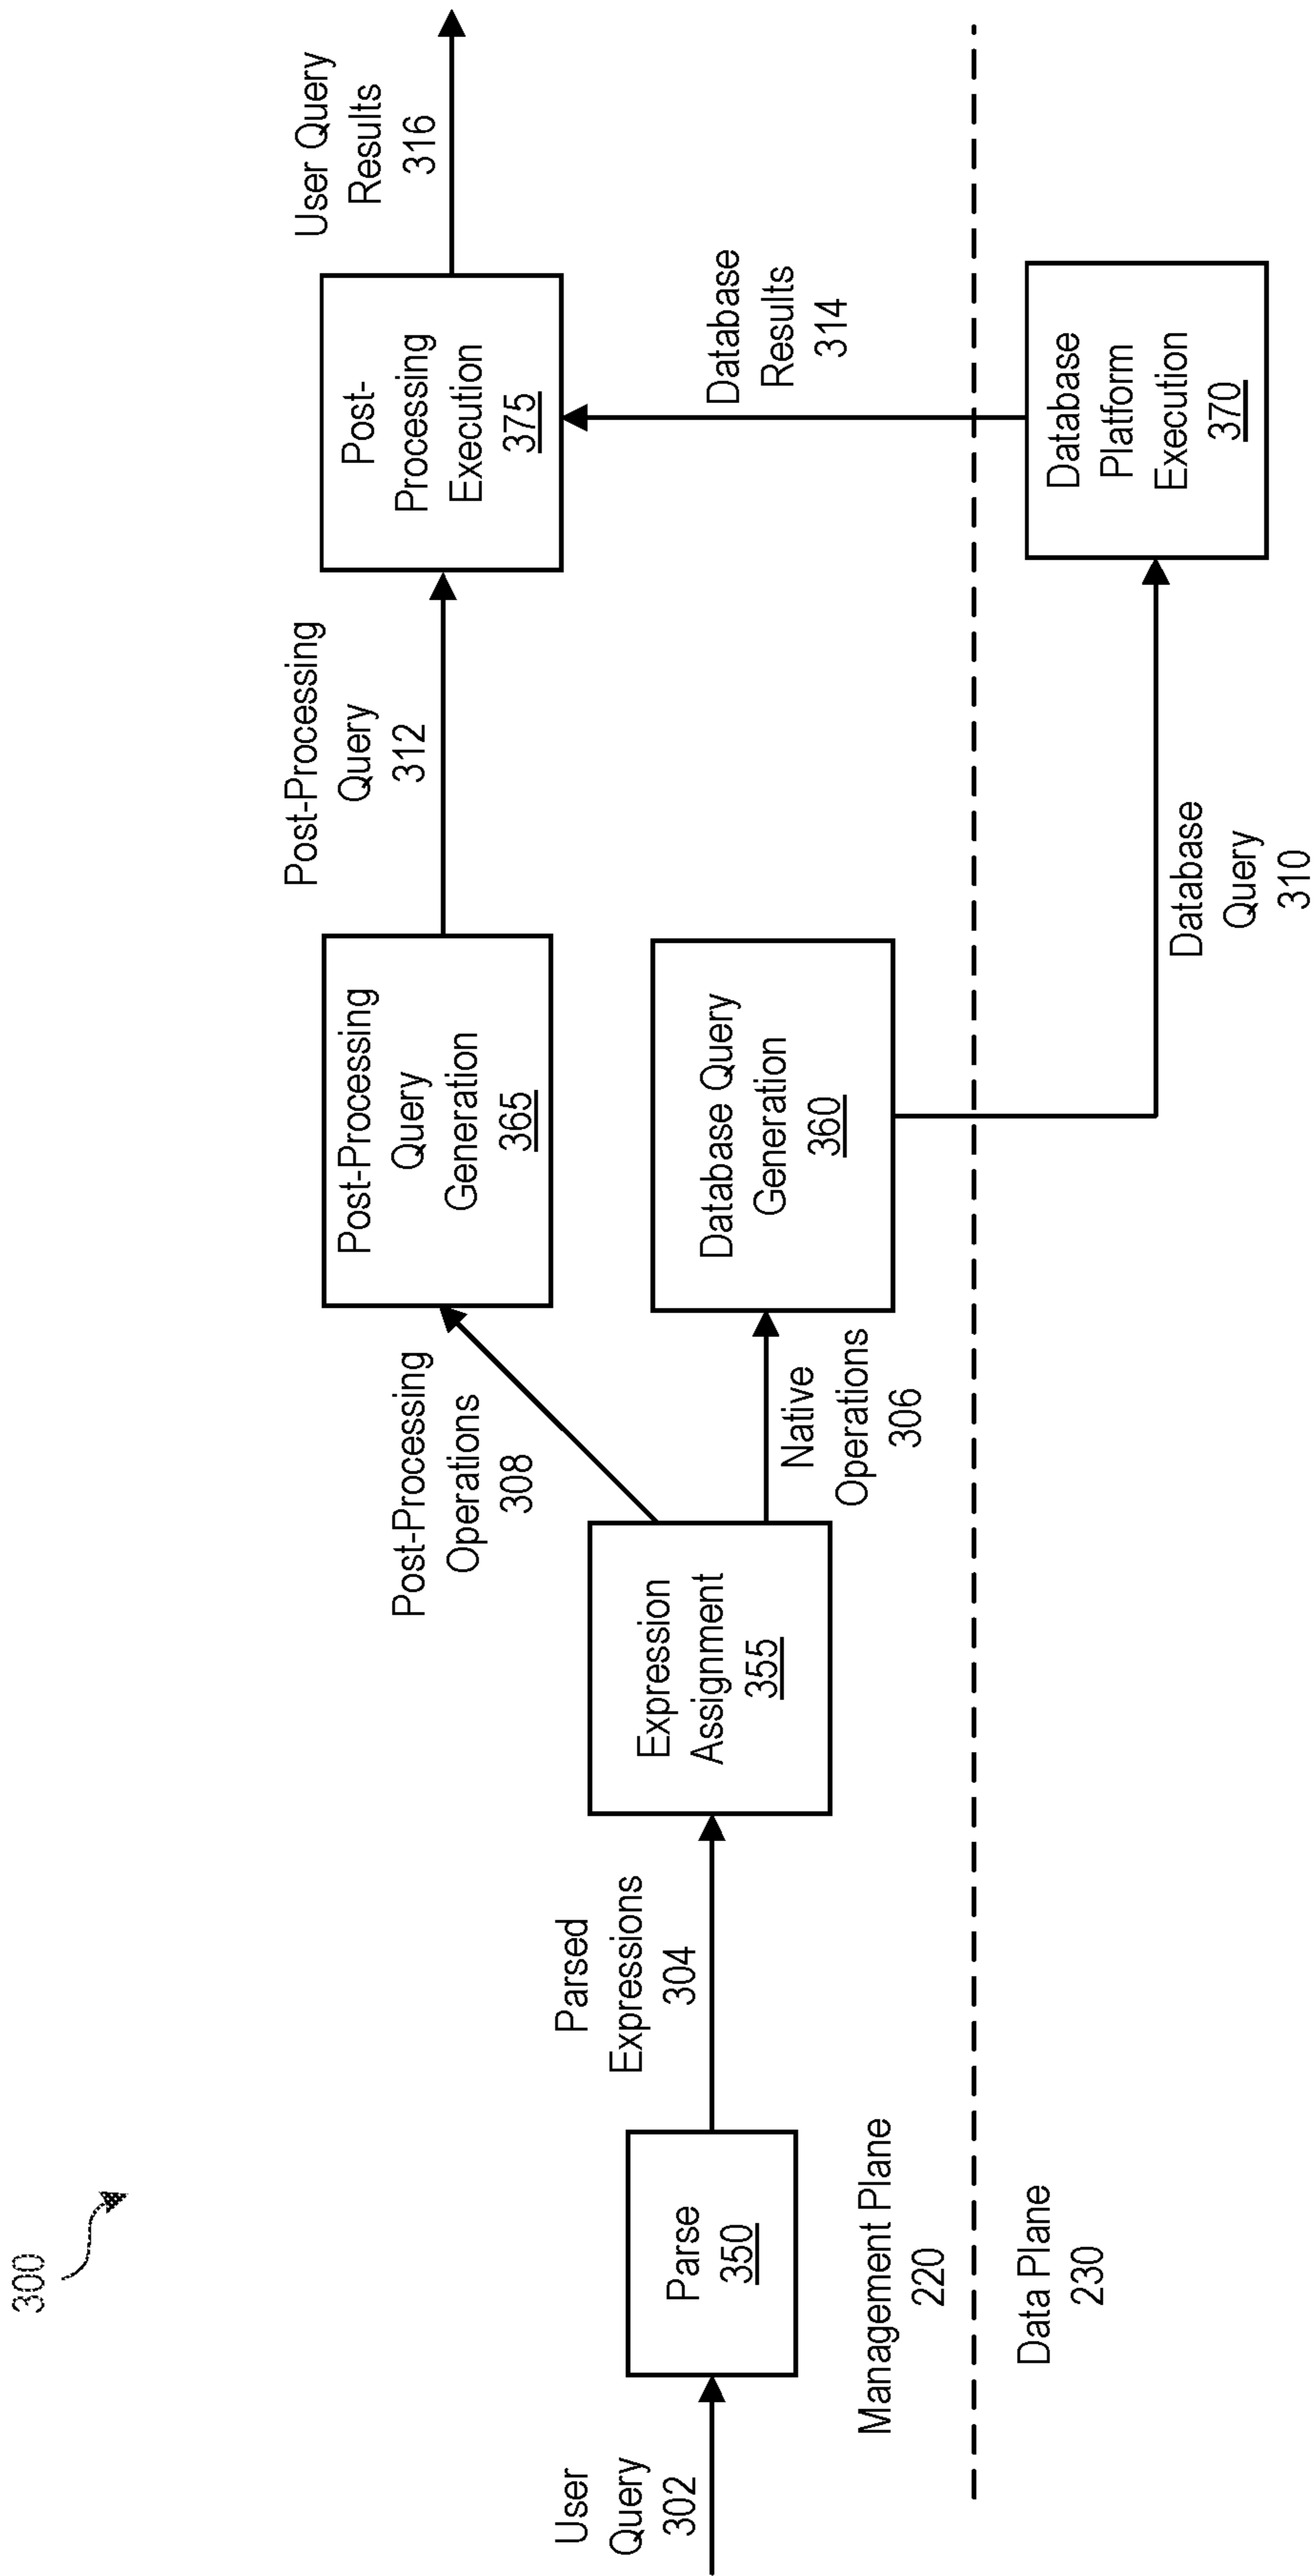 300
User
Query
302
Parse
350
Parsed
Expressions
304
Expression
Assignment
355
Post-Processing
Operations
308
Native
Operations
306
Post-Processing
Query
Generation
365
Database Query
Generation
360
Post-Processing
Query
312
Post-
Processing
Execution
375
User Query
Results
316
Database
Results
314
Management Plane
220
Data Plane
230
Database
Query
310
Database
Platform
Execution
370